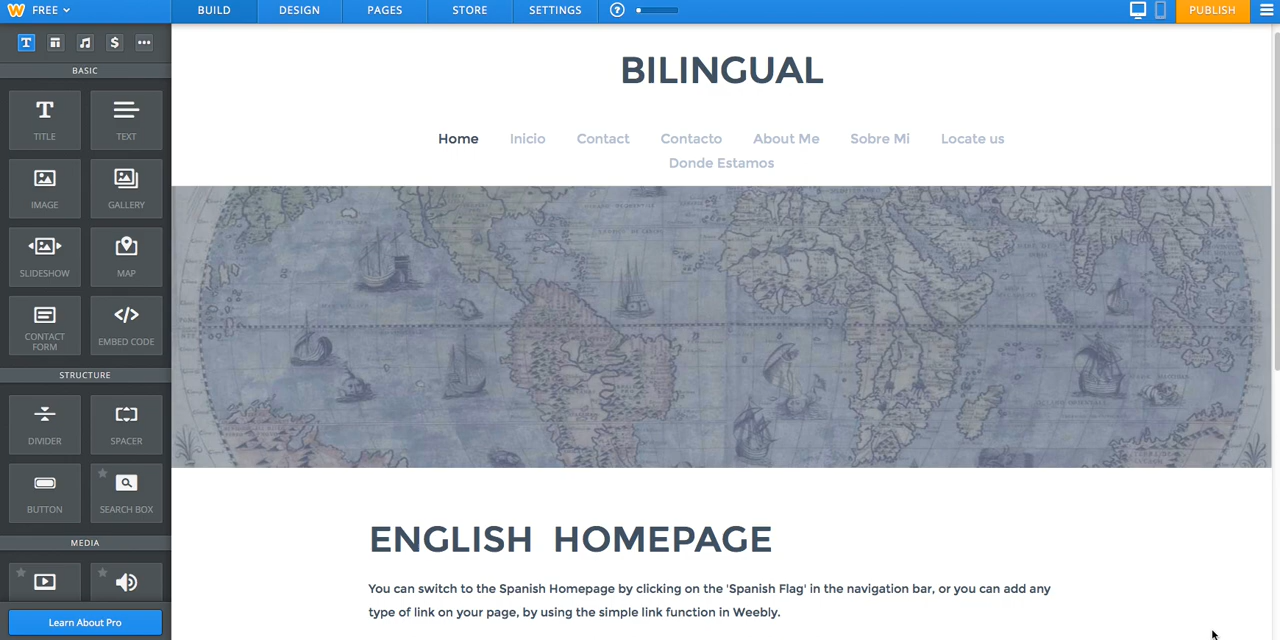 FREE BUILD DESIGN PAGES STORE SETTINGS ? PUBLISH
T $
BASIC
TITLE TEXT
IMAGE GALLERY
SLIDESHOW MAP
CONTACT
FORM
EMBED CODE
STRUCTURE
DIVIDER SPACER
BUTTON SEARCH BOX
MEDIA
Learn About Pro
BILINGUAL
Home Inicio Contact Contacto About Me Sobre Mi Locate us
Donde Estamos
ENGLISH HOMEPAGE
You can switch to the Spanish Homepage by clicking on the 'Spanish Flag' in the navigation bar, or you can add any
type of link on your page, by using the simple link function in Weebly.